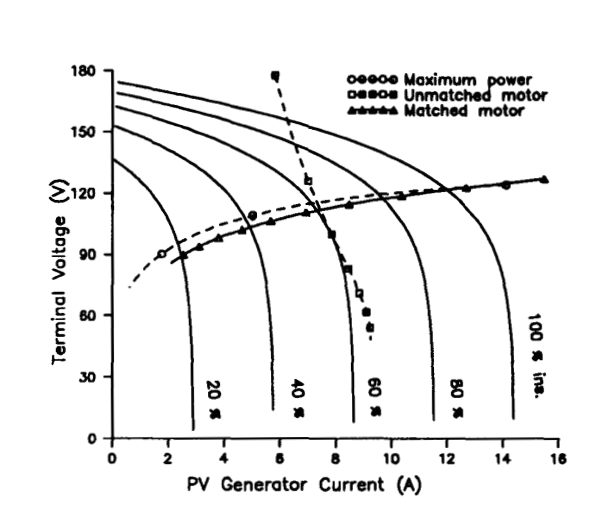 180
150
120
90
60
30
0
Terminal Voltage (V)
Maximum power
Unmatched motor
Matched motor
20 %
40 %
60 %
80 %
100 % ins.
0 2 4 6 8 10 12 14 16
PV Generator Current (A)